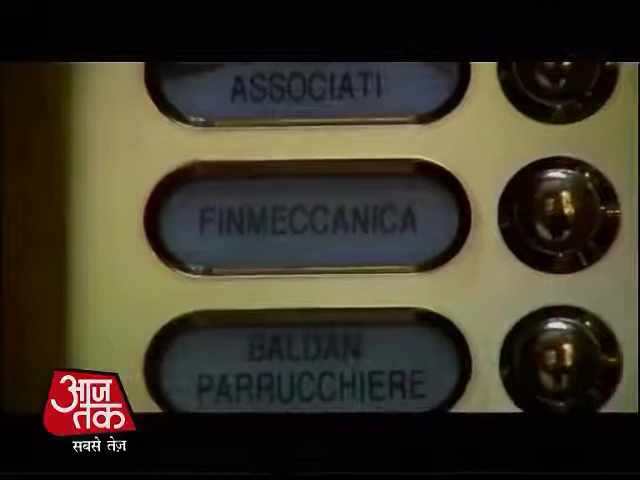 ASSOCIATI
FINMECCANICA
BALDAN
PARRUCCHIERE
आज
तक
सबसे तेज़